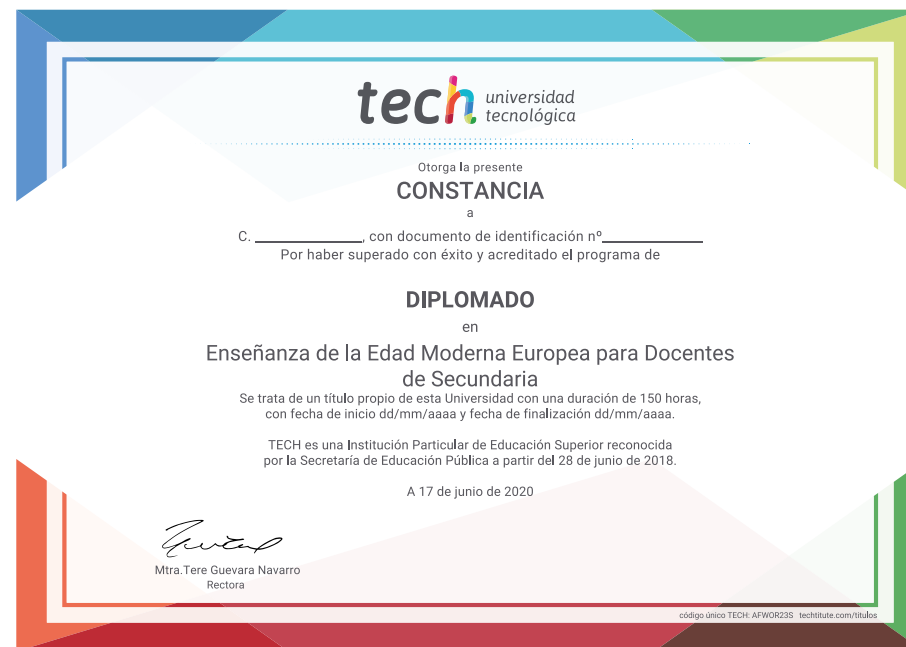 tech universidad
tecnológica
Otorga la presente
CONSTANCIA
a
C. ____________, con documento de identificación nº____________
Por haber superado con éxito y acreditado el programa de
DIPLOMADO
en
Enseñanza de la Edad Moderna Europea para Docentes
de Secundaria
Se trata de un título propio de esta Universidad con una duración de 150 horas,
con fecha de inicio dd/mm/aaaa y fecha de finalización dd/mm/aaaa.
TECH es una Institución Particular de Educación Superior reconocida
por la Secretaría de Educación Pública a partir del 28 de junio de 2018.
A 17 de junio de 2020
Mtra.Tere Guevara Navarro
Rectora
código único TECH: AFWOR23S techtitute.com/titulos